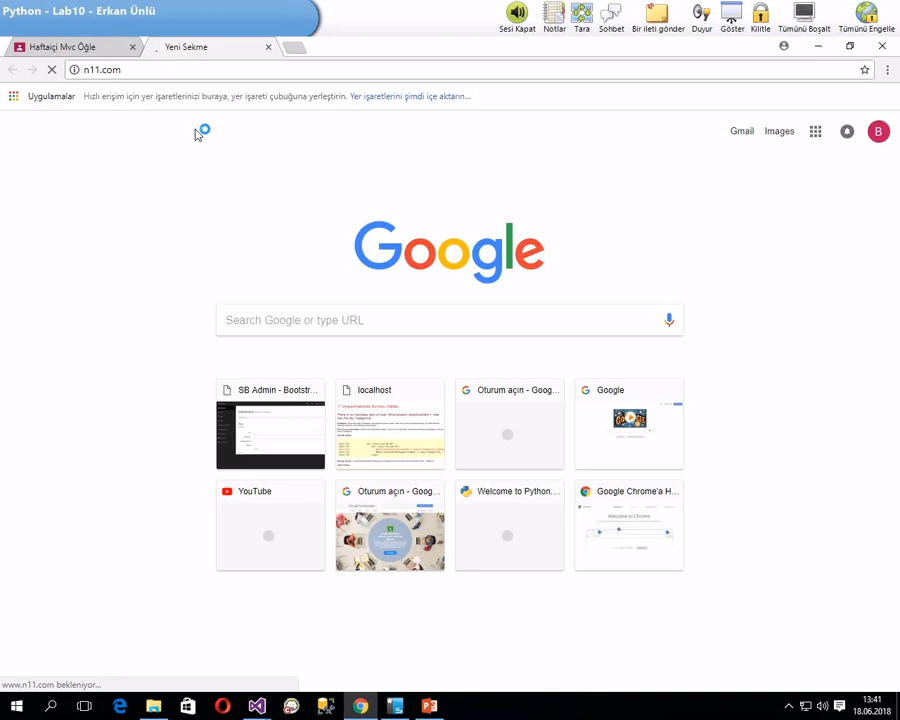 Python - Lab10 - Erkan Ünlü
Sesi Kapat
Notlar
Tara
Sohbet
Bir ileti gönder
Duyur
Göster
Kilitle
Tümünü Boşalt
Tümünü Engelle
Haftaiçi Mvc Öğle
Yeni Sekme
n11.com
Uygulamalar
Hızlı erişim için yer işaretlerinizi buraya, yer işareti çubuğuna yerleştirin. Yer işaretlerini şimdi içe aktarın...
Gmail
Images
B
Google
Search Google or type URL
SB Admin - Bootstr...
localhost
Oturum açın - Goog...
Google
YouTube
Oturum açın - Goog...
Welcome to Python....
Google Chrome'a H...
Welcome to Chrome
www.n11.com bekleniyor...
13:41
18.06.2018